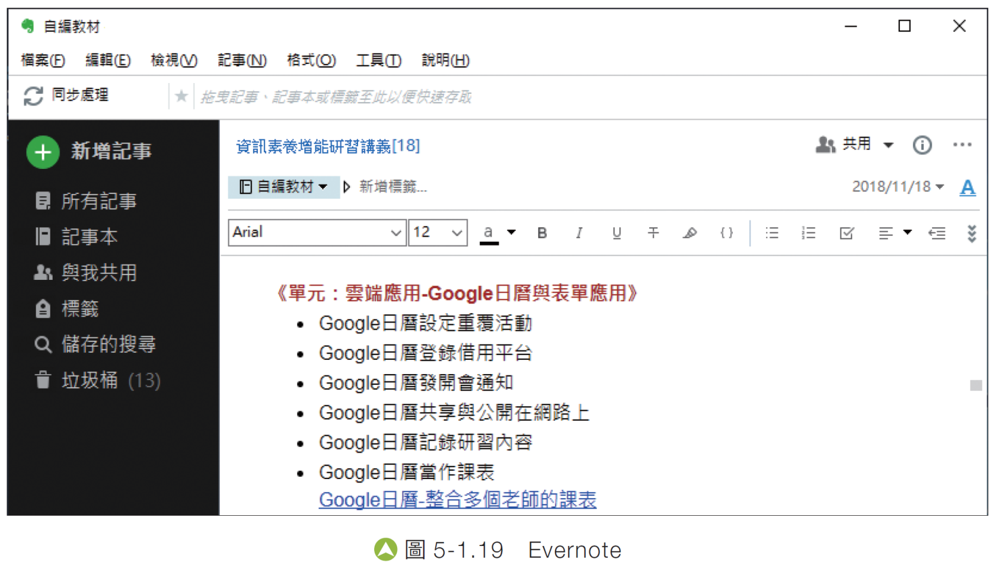 自編教材
檔案(F) 編輯(E) 檢視(V) 記事(N) 格式(O) 工具(T) 說明(H)
同步處理 拖曳記事、記事本或標籤至此以便快速存取
新增記事
所有記事
記事本
與我共用
標籤
儲存的搜尋
垃圾桶 (13)
資訊素養增能研習講義[18] 共用
自編教材 新增標籤... 2018/11/18 A
Arial 12 a B I U T {}
《單元：雲端應用-Google日曆與表單應用》
• Google日曆設定重覆活動
• Google日曆登錄借用平台
• Google日曆發開會通知
• Google日曆共享與公開在網路上
• Google日曆記錄研習內容
• Google日曆當作課表
Google日曆-整合多個老師的課表
圖 5-1.19 Evernote